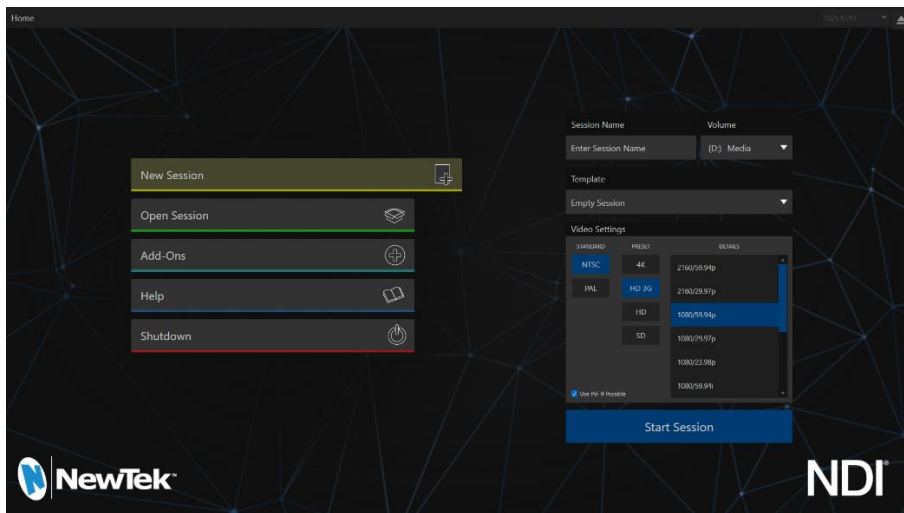 Home
New Session
Open Session
Add-Ons
Help
Shutdown
Session Name
Volume
Enter Session Name
(D:) Media
Template
Empty Session
Video Settings
STANDARD PRESET DETAILS
NTSC
PAL
4K
HD 3G
HD
SD
2160/59.94p
2160/29.97p
1080/59.94p
1080/29.97p
1080/23.98p
1080/59.94i
Use PsF If Possible
Start Session
NewTek™
NDI®